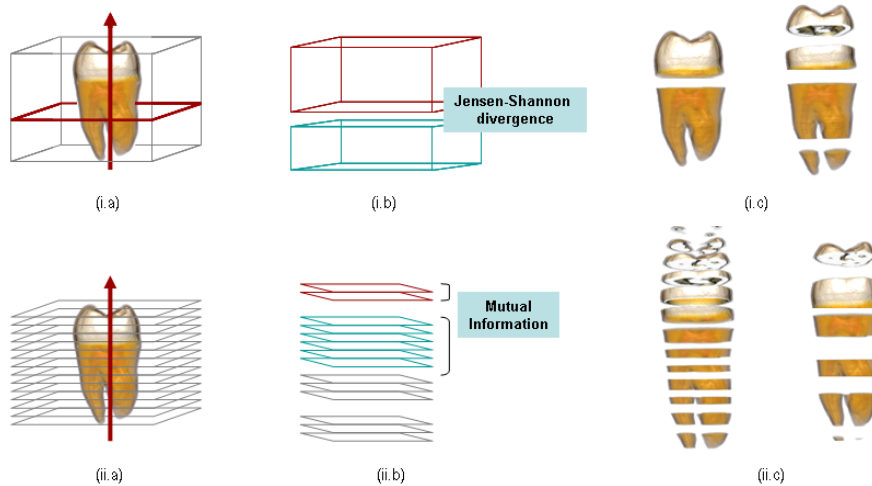 Jensen-Shannon
divergence
(i.a)
(i.b)
(i.c)
Mutual
Information
(ii.a)
(ii.b)
(ii.c)